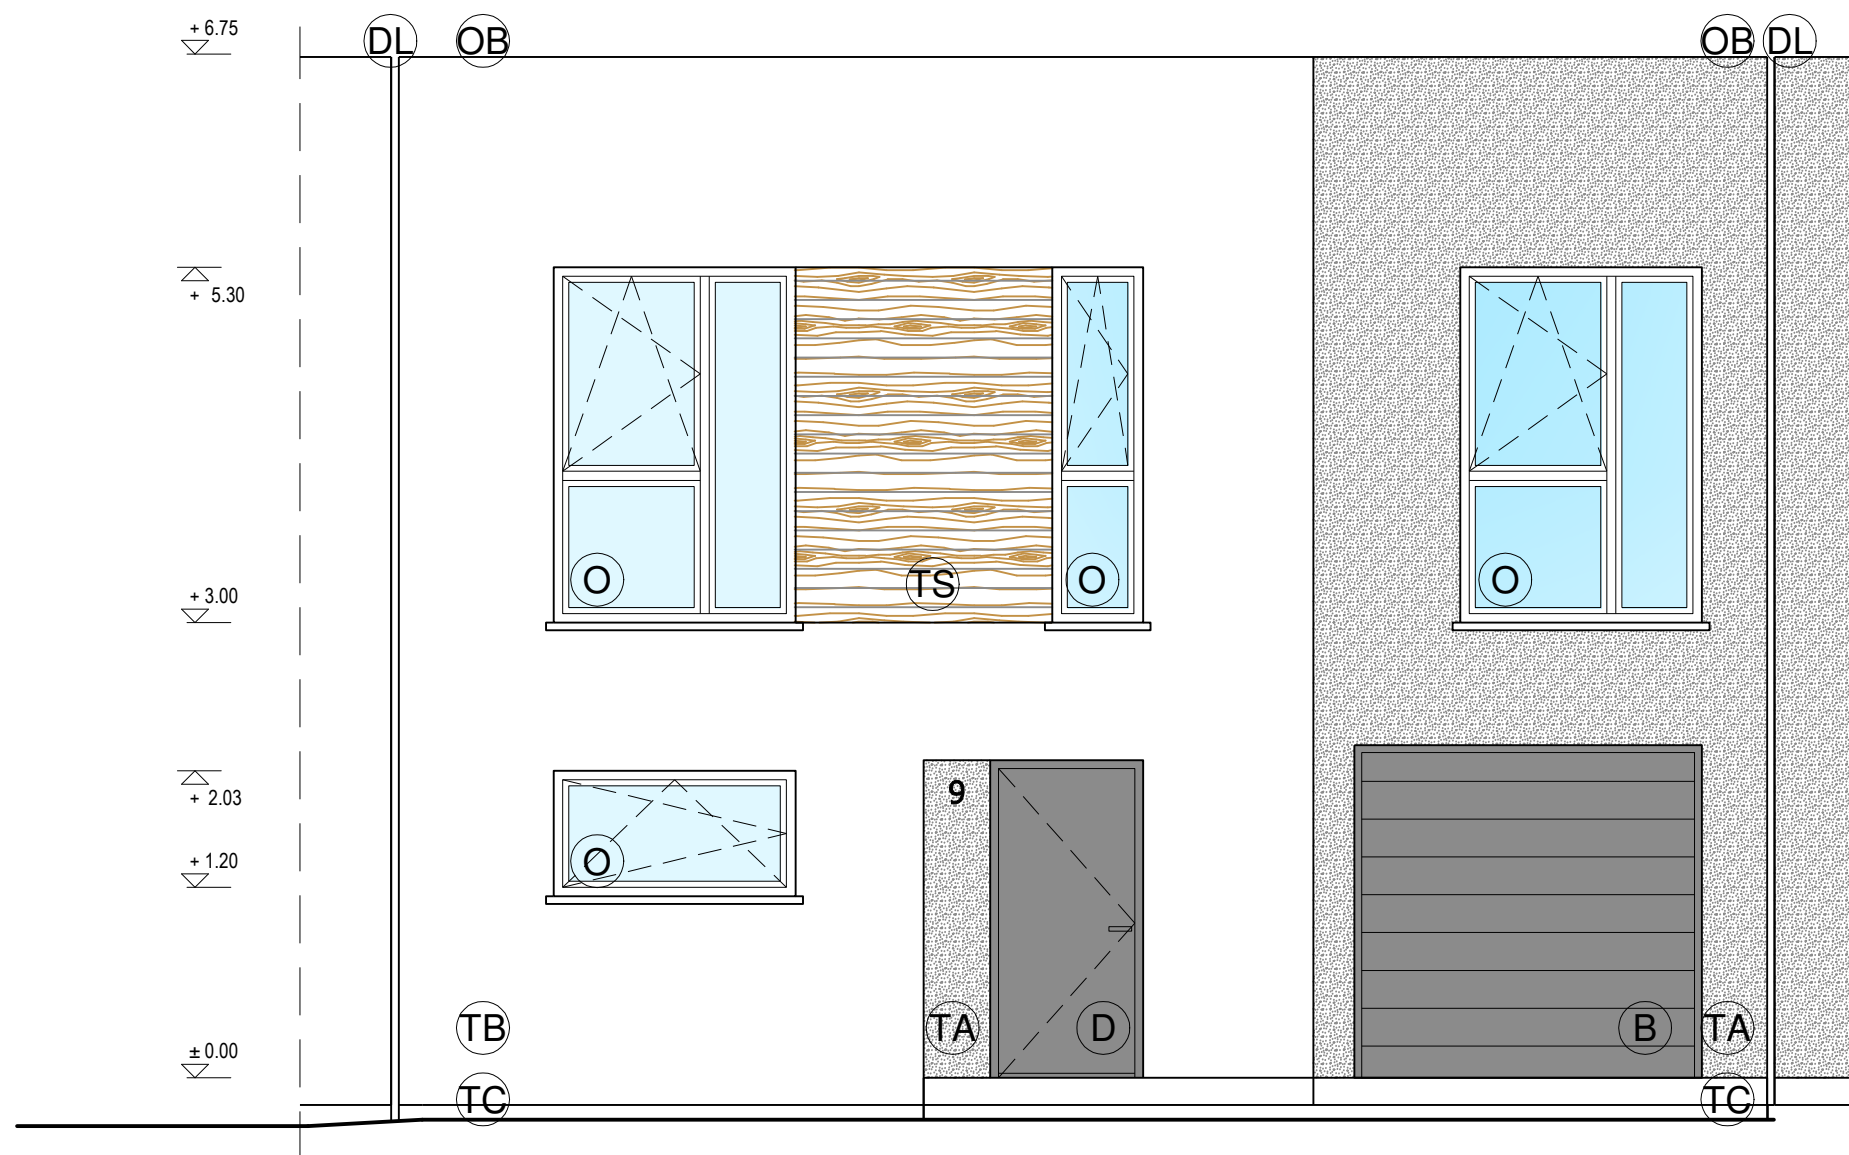 + 6.75
DL
OB
OB
DL
+ 5.30
+ 3.00
O
TS
O
O
+ 2.03
9
+ 1.20
O
± 0.00
TB
TA
D
B
TA
TC
TC